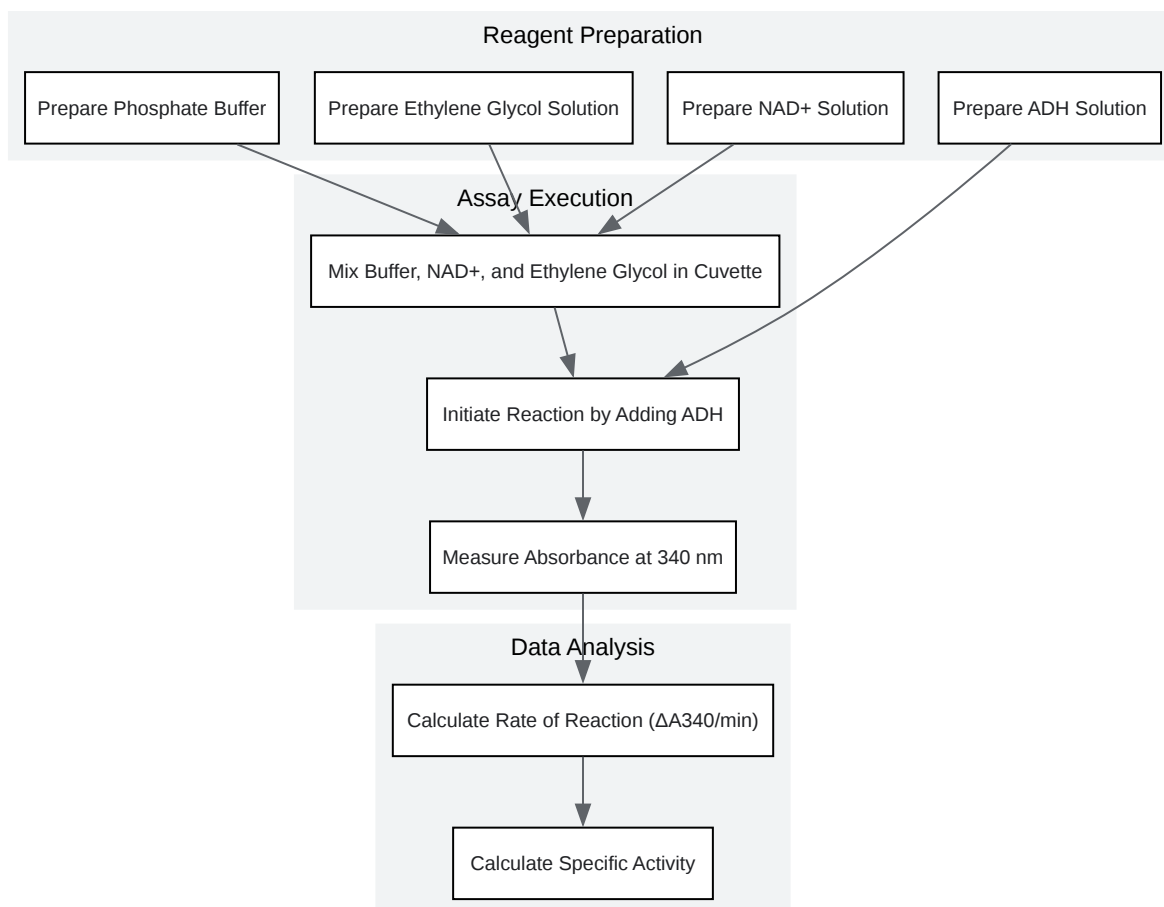 Reagent Preparation
Prepare Phosphate Buffer
Prepare Ethylene Glycol Solution
Prepare NAD+ Solution
Prepare ADH Solution
Assay Execution
Mix Buffer, NAD+, and Ethylene Glycol in Cuvette
Initiate Reaction by Adding ADH
Measure Absorbance at 340 nm
Data Analysis
Calculate Rate of Reaction (ΔA340/min)
Calculate Specific Activity